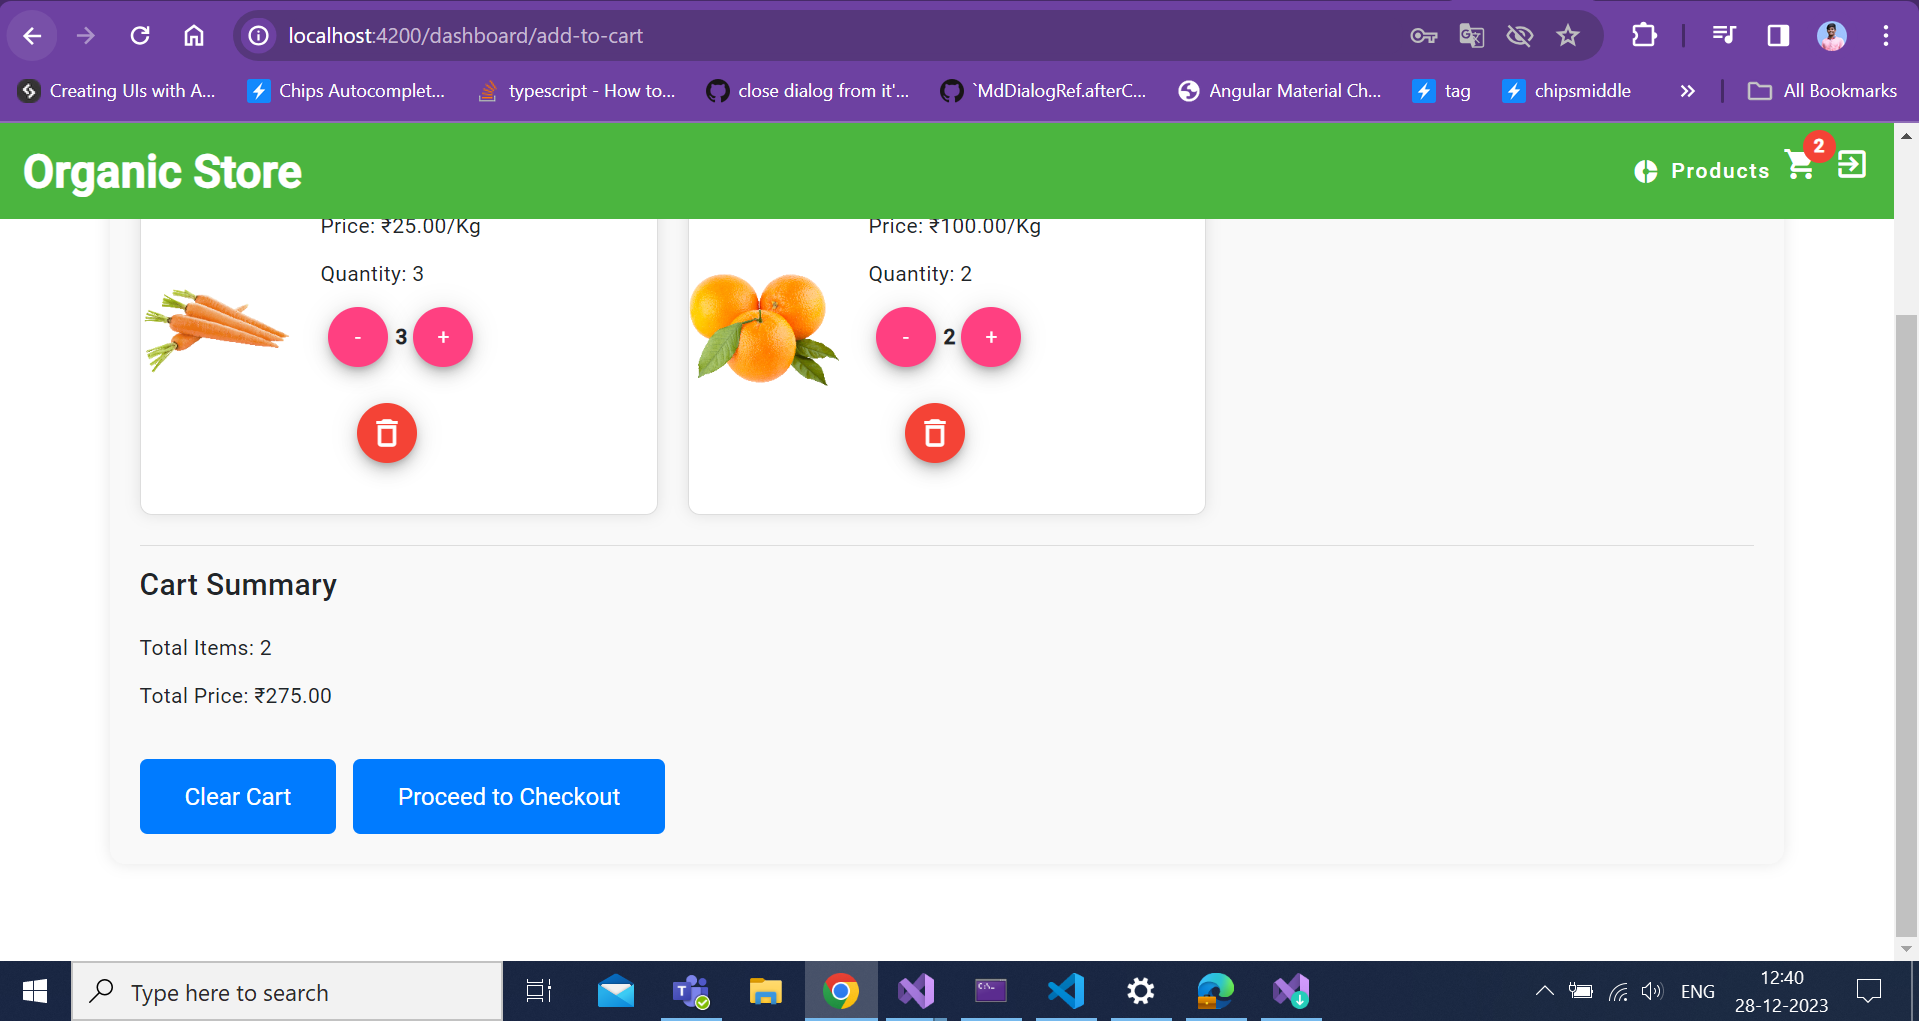 localhost:4200/dashboard/add-to-cart
Creating UIs with A... Chips Autocomplet... typescript - How to... close dialog from it'... `MdDialogRef.afterC... Angular Material Ch... tag chipsmiddle » All Bookmarks
Organic Store
Products
2
Price: ₹25.00/Kg
Quantity: 3
- 3 +
Price: ₹100.00/Kg
Quantity: 2
- 2 +
Cart Summary
Total Items: 2
Total Price: ₹275.00
Clear Cart
Proceed to Checkout
Type here to search
ENG
12:40
28-12-2023